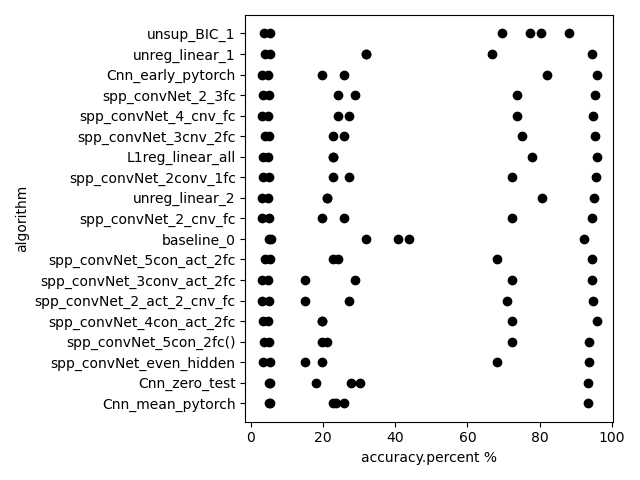 unsup_BIC_1
unreg_linear_1
Cnn_early_pytorch
spp_convNet_2_3fc
spp_convNet_4_cnv_fc
spp_convNet_3cnv_2fc
L1reg_linear_all
spp_convNet_2conv_1fc
unreg_linear_2
spp_convNet_2_cnv_fc
baseline_0
spp_convNet_5con_act_2fc
spp_convNet_3conv_act_2fc
spp_convNet_2_act_2_cnv_fc
spp_convNet_4con_act_2fc
spp_convNet_5con_2fc()
spp_convNet_even_hidden
Cnn_zero_test
Cnn_mean_pytorch
algorithm
0 20 40 60 80 100
accuracy.percent %